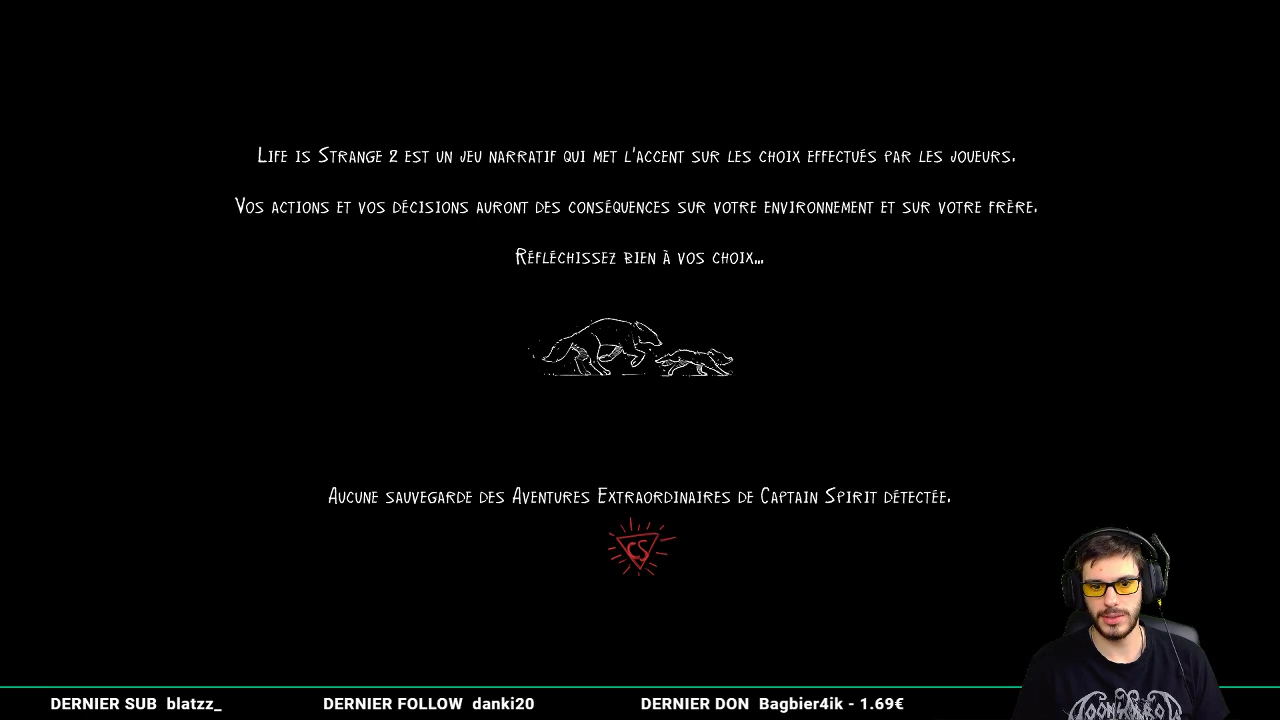 Life is Strange 2 est un jeu narratif qui met l'accent sur les choix effectués par les joueurs.
Vos actions et vos décisions auront des conséquences sur votre environnement et sur votre frère.
Réfléchissez bien à vos choix...
Aucune sauvegarde des Aventures Extraordinaires de Captain Spirit détectée.
CS
DERNIER SUB blatzz_ DERNIER FOLLOW danki20 DERNIER DON Bagbier4ik - 1.69€